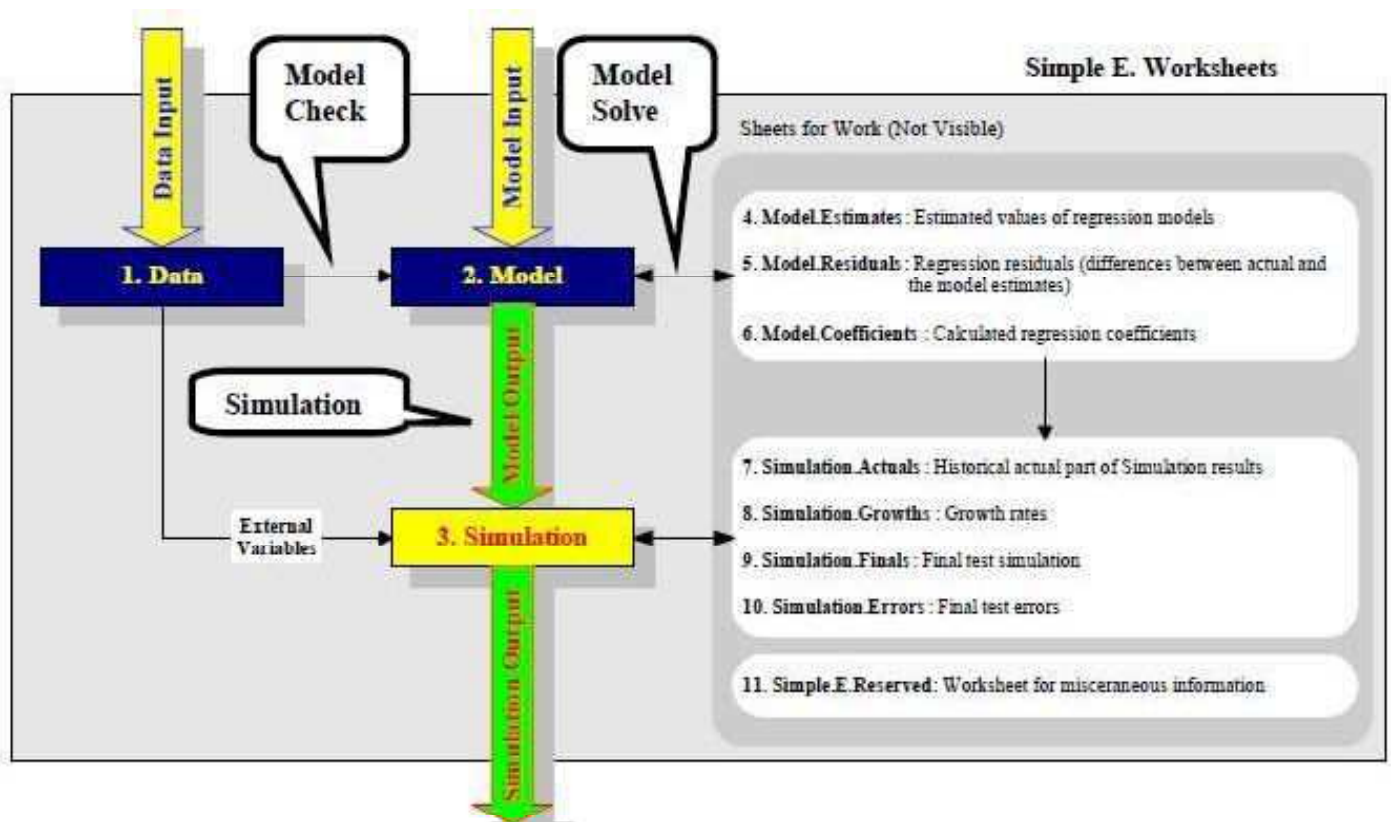 Simple E. Worksheets
Data Input
Model
Check
Model Input
Model
Solve
Sheets for Work (Not Visible)
1. Data
2. Model
4. Model.Estimates : Estimated values of regression models
5. Model.Residuals : Regression residuals (differences between actual and
the model estimates)
6. Model.Coefficients : Calculated regression coefficients
Simulation
Model Output
External
Variables
3. Simulation
7. Simulation.Actuals : Historical actual part of Simulation results
8. Simulation.Growths : Growth rates
9. Simulation.Finals : Final test simulation
10. Simulation.Errors : Final test errors
11. Simple.E.Reserved: Worksheet for misceraneous information
Simulation Output